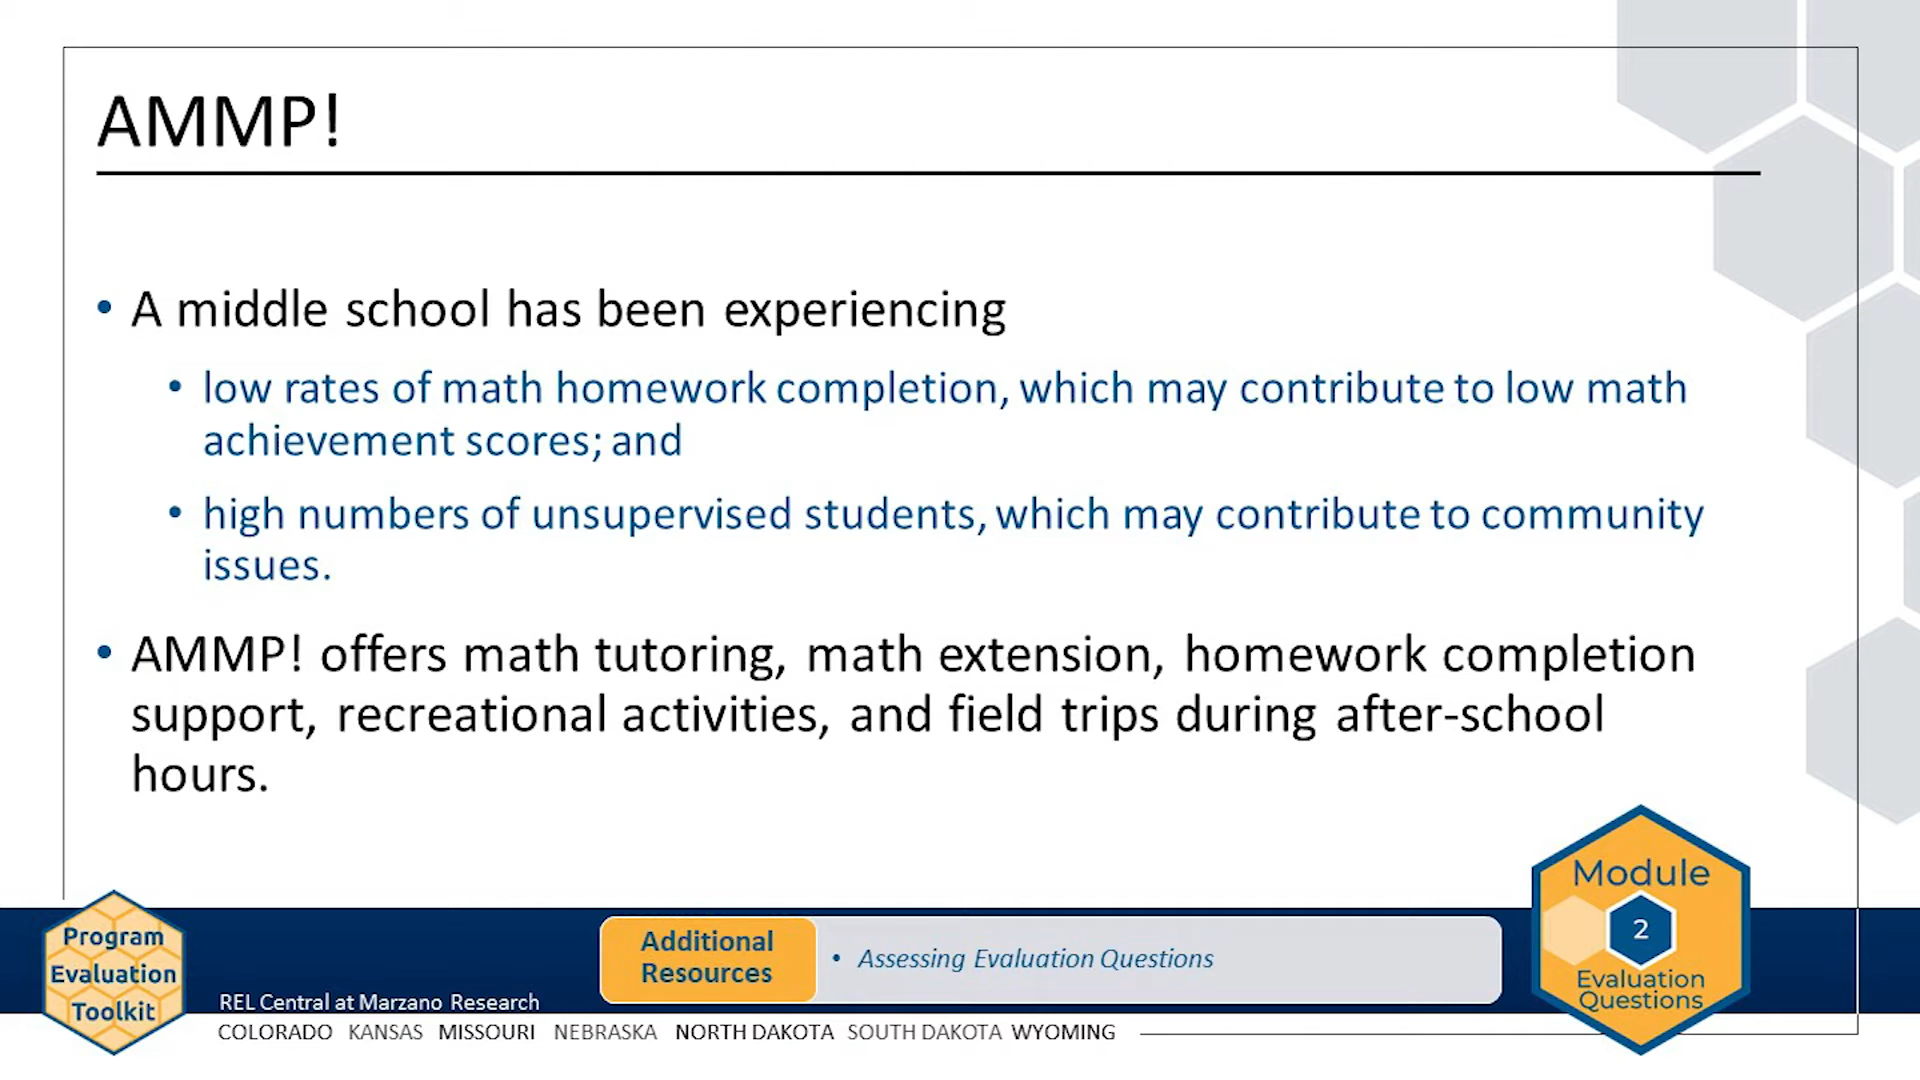 AMMP!
• A middle school has been experiencing
• low rates of math homework completion, which may contribute to low math
achievement scores; and
• high numbers of unsupervised students, which may contribute to community
issues.
• AMMP! offers math tutoring, math extension, homework completion
support, recreational activities, and field trips during after-school
hours.
Program
Evaluation
Toolkit
REL Central at Marzano Research
COLORADO KANSAS MISSOURI NEBRASKA NORTH DAKOTA SOUTH DAKOTA WYOMING
Additional
Resources
• Assessing Evaluation Questions
Module
2
Evaluation
Questions